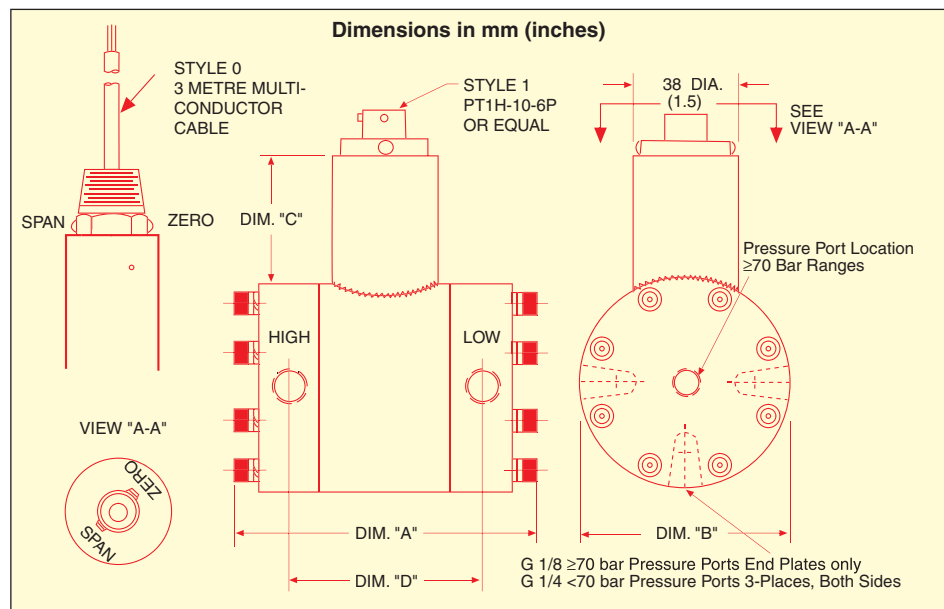 Dimensions in mm (inches)
STYLE 0
3 METRE MULTI-
CONDUCTOR
CABLE
STYLE 1
PT1H-10-6P
OR EQUAL
38 DIA.
(1.5)
SEE
VIEW "A-A"
SPAN
ZERO
DIM. "C"
Pressure Port Location
≥70 Bar Ranges
HIGH
LOW
VIEW "A-A"
ZERO
SPAN
DIM. "A"
DIM. "B"
DIM. "D"
G 1/8 ≥70 bar Pressure Ports End Plates only
G 1/4 <70 bar Pressure Ports 3-Places, Both Sides